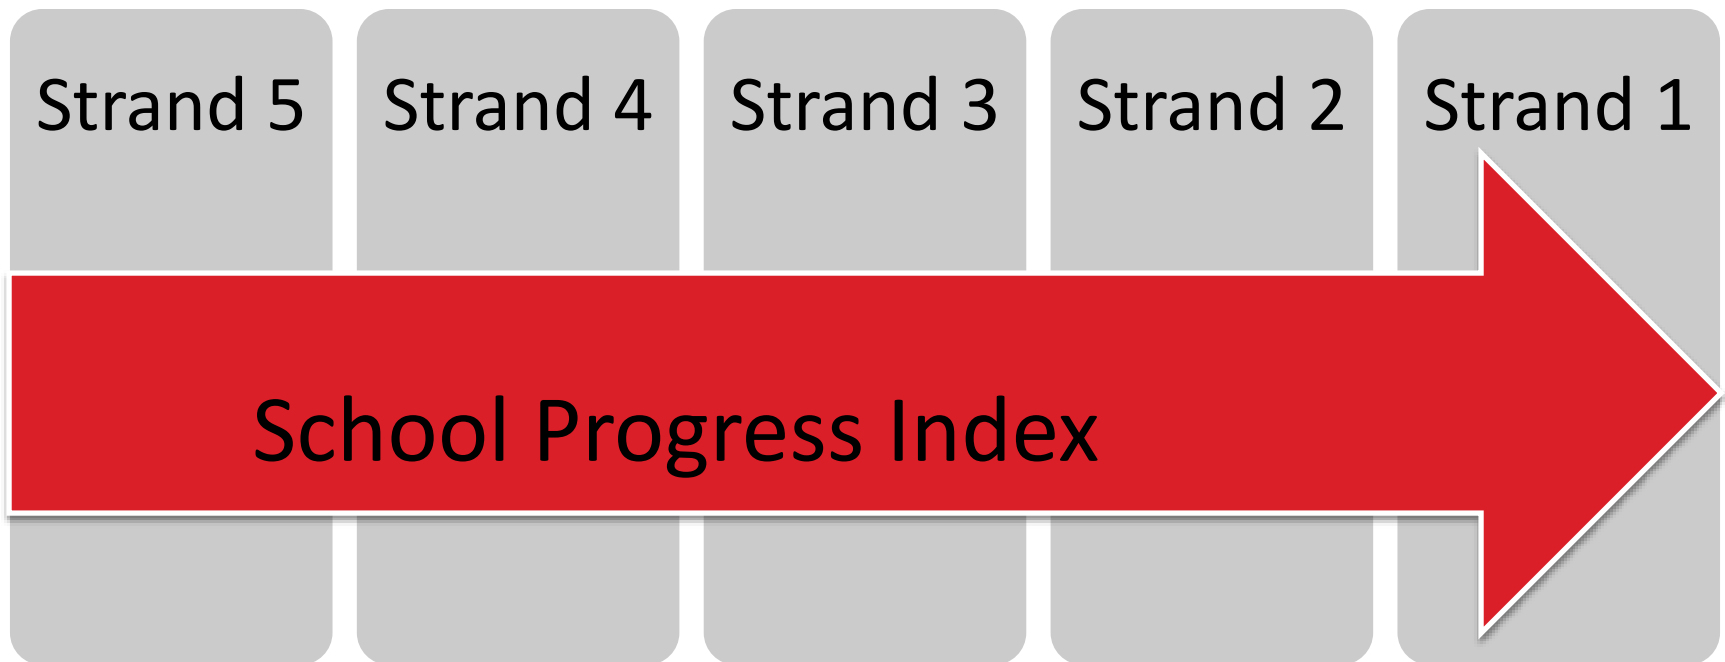 Strand 5 Strand 4 Strand 3 Strand 2 Strand 1
School Progress Index